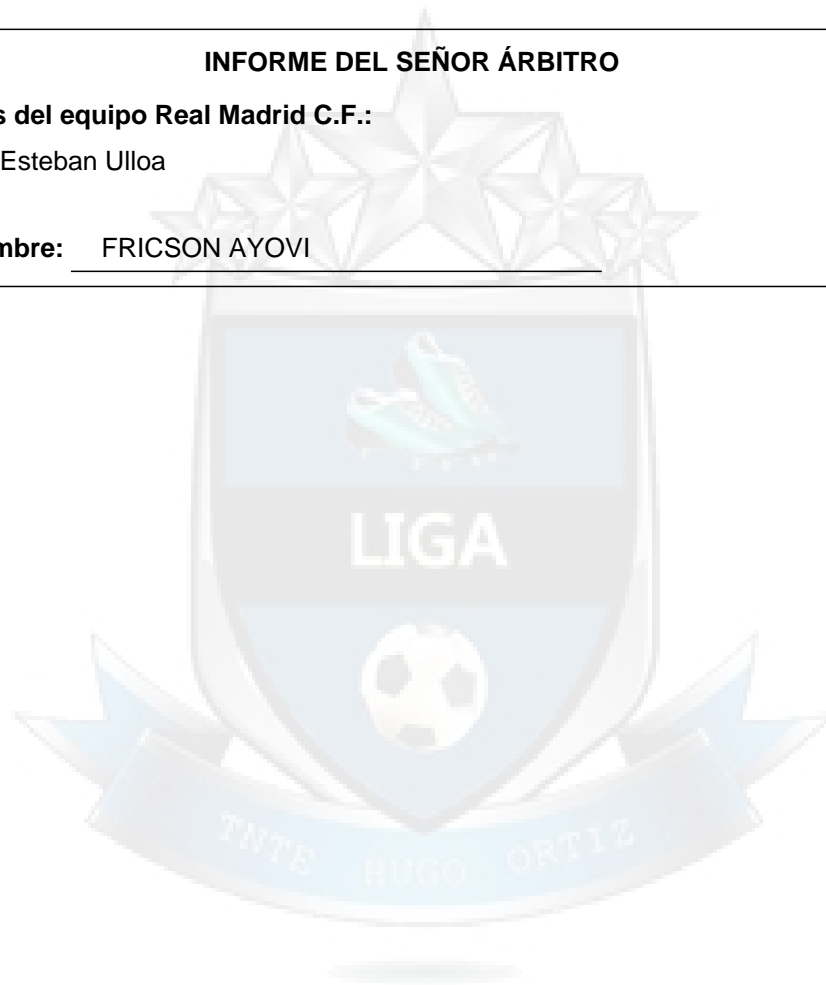 INFORME DEL SEÑOR ÁRBITRO
s del equipo Real Madrid C.F.:
Esteban Ulloa
mbre: FRICSON AYOVI
LIGA
TNTE HUGO ORTIZ